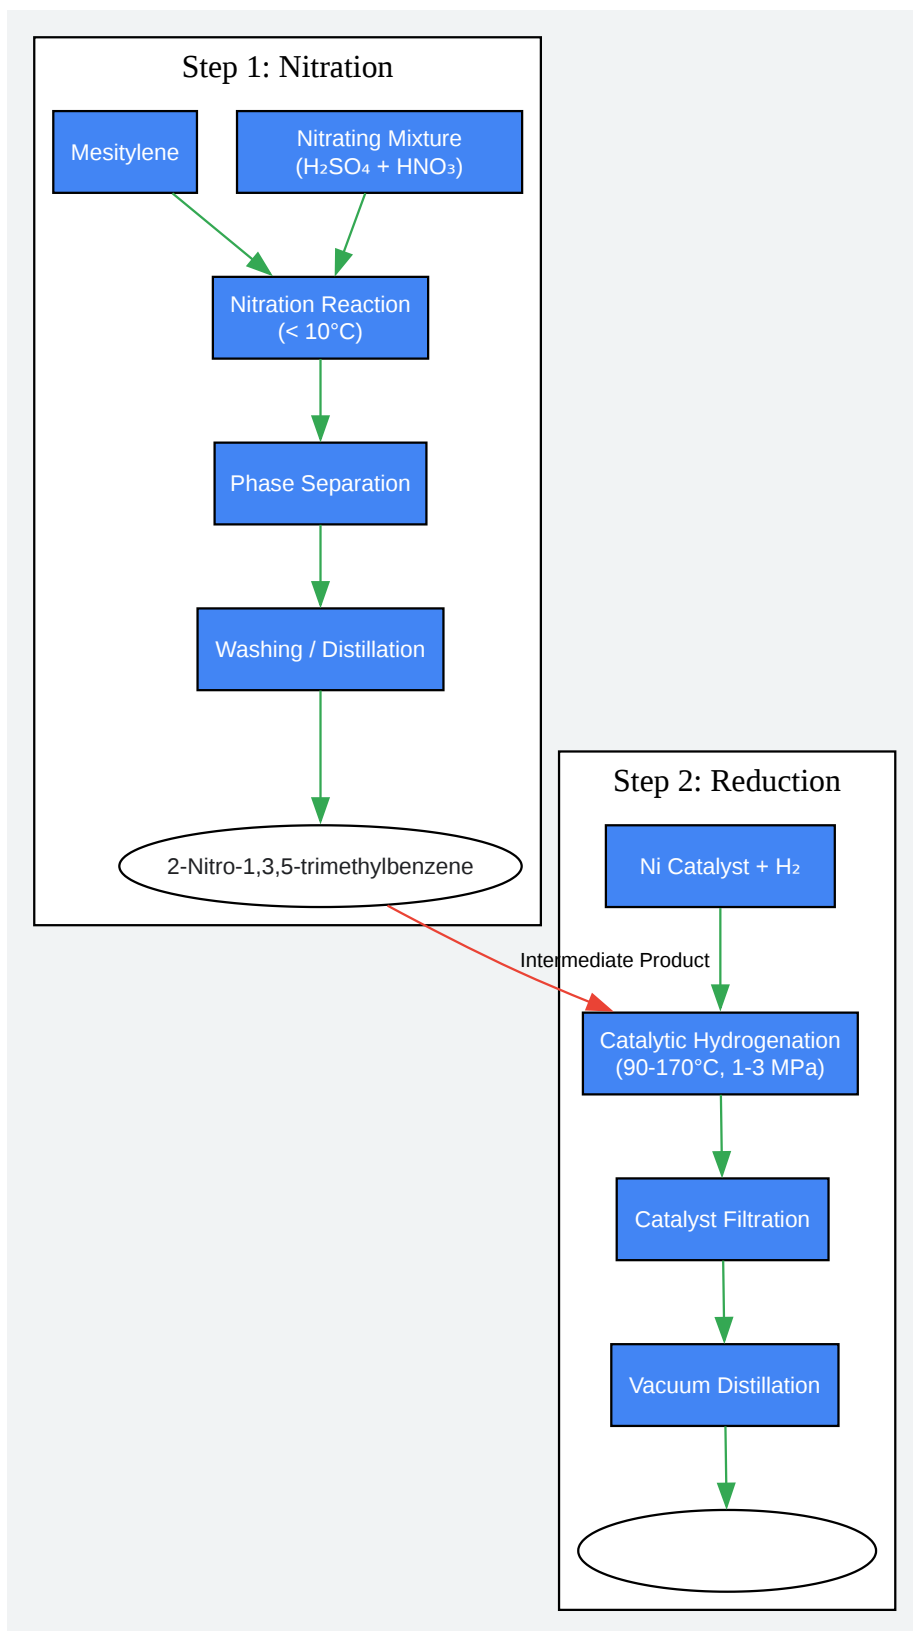 Step 1: Nitration
Mesitylene
Nitrating Mixture
(H₂SO₄ + HNO₃)
Nitration Reaction
(< 10°C)
Phase Separation
Washing / Distillation
2-Nitro-1,3,5-trimethylbenzene
Step 2: Reduction
Ni Catalyst + H₂
Intermediate Product
Catalytic Hydrogenation
(90-170°C, 1-3 MPa)
Catalyst Filtration
Vacuum Distillation